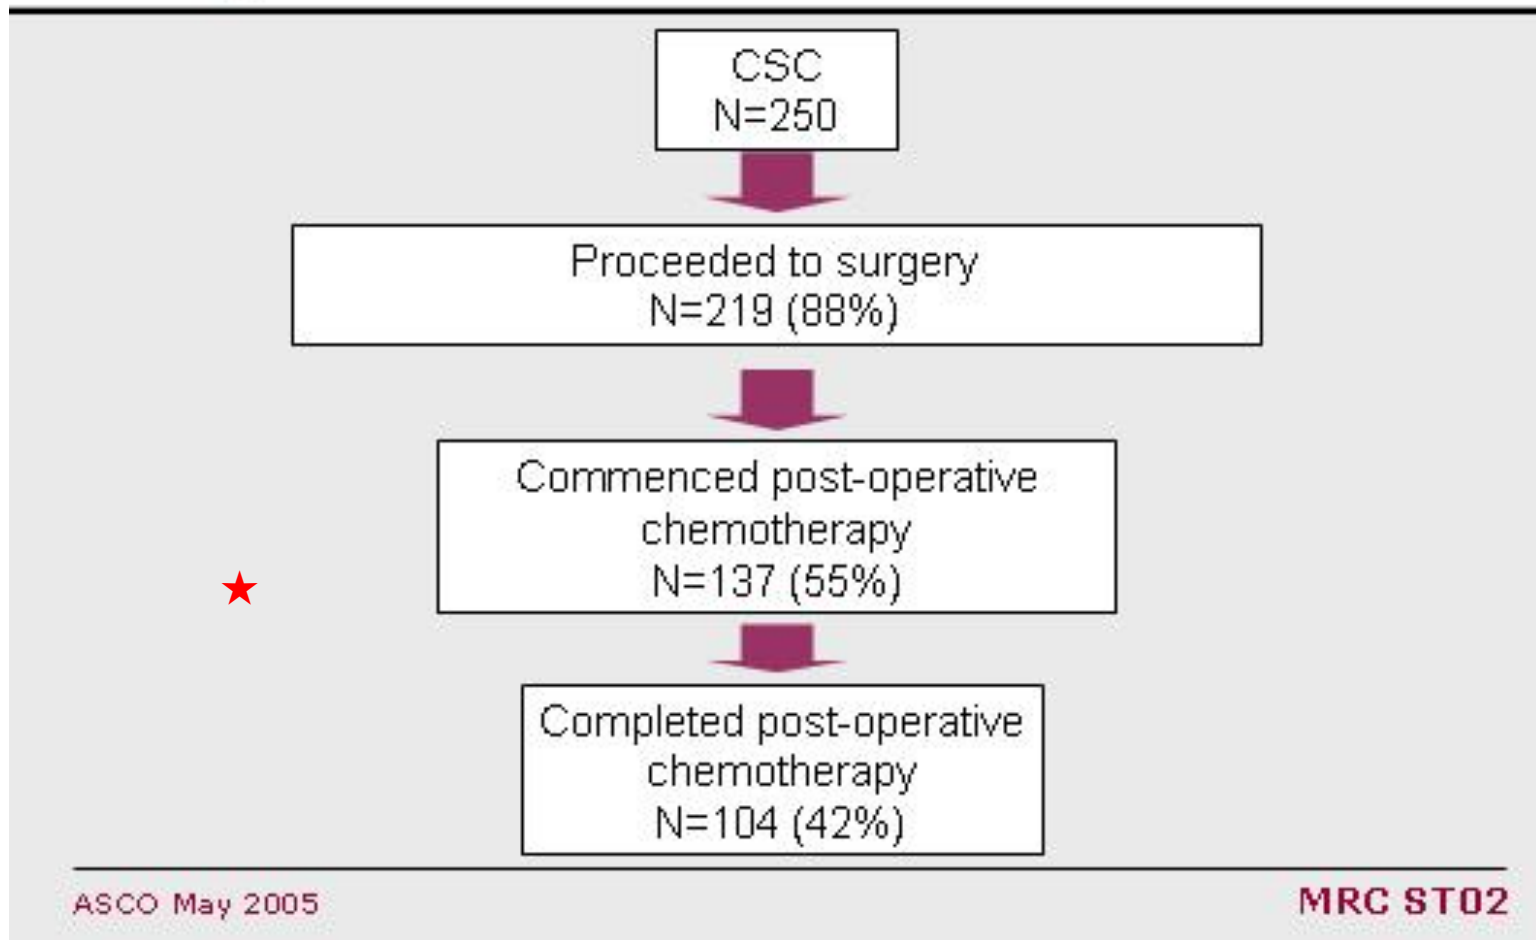 CSC
N=250
Proceeded to surgery
N=219 (88%)
Commenced post-operative
chemotherapy
N=137 (55%)
Completed post-operative
chemotherapy
N=104 (42%)
ASCO May 2005
MRC ST02